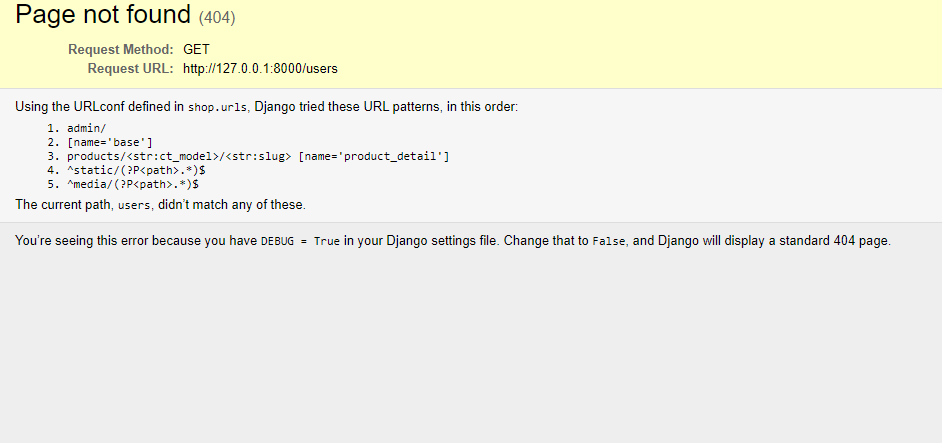 Page not found (404)
Request Method: GET
Request URL: http://127.0.0.1:8000/users
Using the URLconf defined in shop.urls, Django tried these URL patterns, in this order:
1. admin/
2. [name='base']
3. products/<str:ct_model>/<str:slug> [name='product_detail']
4. ^static/(?P<path>.*)$
5. ^media/(?P<path>.*)$
The current path, users, didn't match any of these.
You're seeing this error because you have DEBUG = True in your Django settings file. Change that to False, and Django will display a standard 404 page.